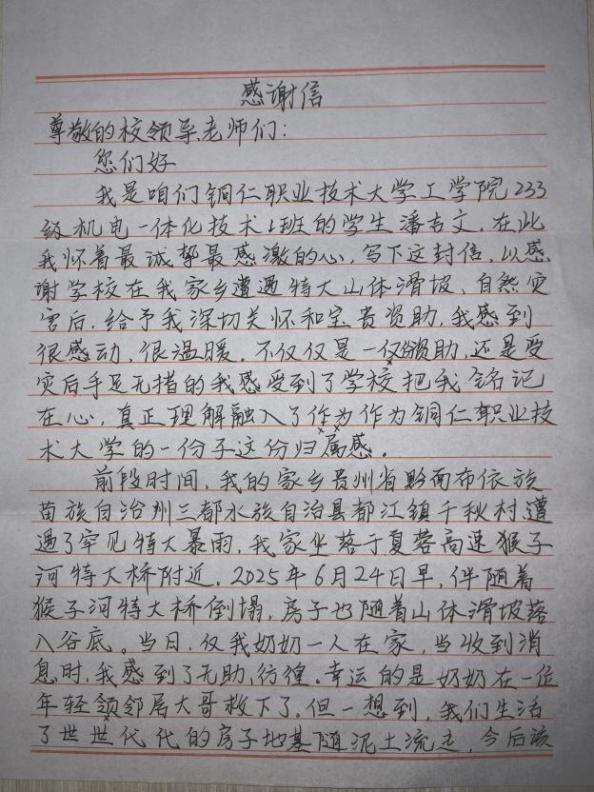 感谢信
尊敬的校领导老师们:
您们好
我是咱们铜仁职业技术大学工学院233
级机电一体化技术1班的学生潘古文。在此
我怀着最诚挚最感激的心,写下这封信,以感
谢学校在我家乡遭遇特大山体滑坡、自然灾
害后,给予我深切关怀和宝贵资助,我感到
很感动、很温暖。不仅仅是一份资助,还是受
灾后手足无措的我感受到了学校把我铭记
在心,真正理解融入了作为作为铜仁职业技
术大学的一份子这份归属感。
前段时间,我的家乡贵州省黔南布依族
苗族自治州三都水族自治县都江镇千秋村遭
遇了罕见特大暴雨,我家坐落于厦蓉高速猴子
河特大桥附近,2025年6月24日早,伴随着
猴子河特大桥倒塌,房子也随着山体滑坡落
入谷底。当日,仅我奶奶一人在家,当收到消
息时,我感到了无助,彷徨。幸运的是奶奶在一位
年轻领邻居大哥救下了。但一想到,我们生活
了世世代代的房子地基随泥土流走,今后该